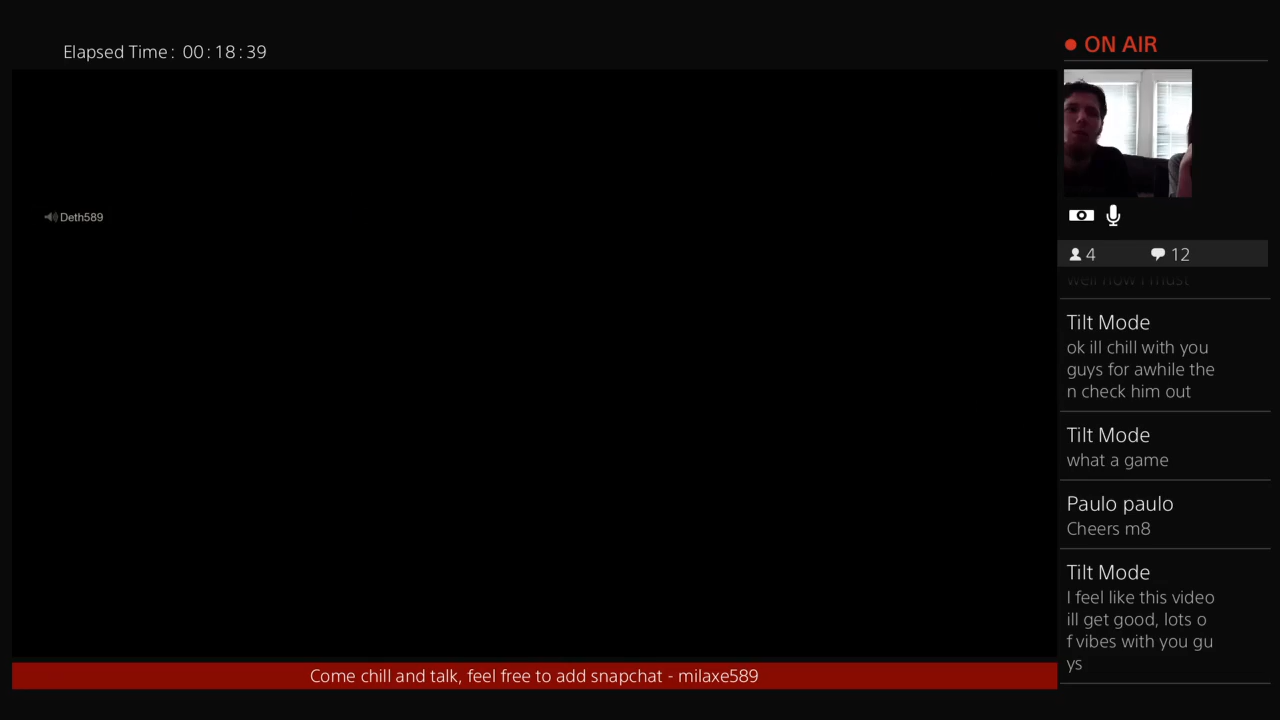 Elapsed Time: 00:18:39
ON AIR
Deth589
4
12
well now i must
Tilt Mode
ok ill chill with you
guys for awhile the
n check him out
Tilt Mode
what a game
Paulo paulo
Cheers m8
Tilt Mode
I feel like this video
ill get good, lots o
f vibes with you gu
ys
Come chill and talk, feel free to add snapchat - milaxe589